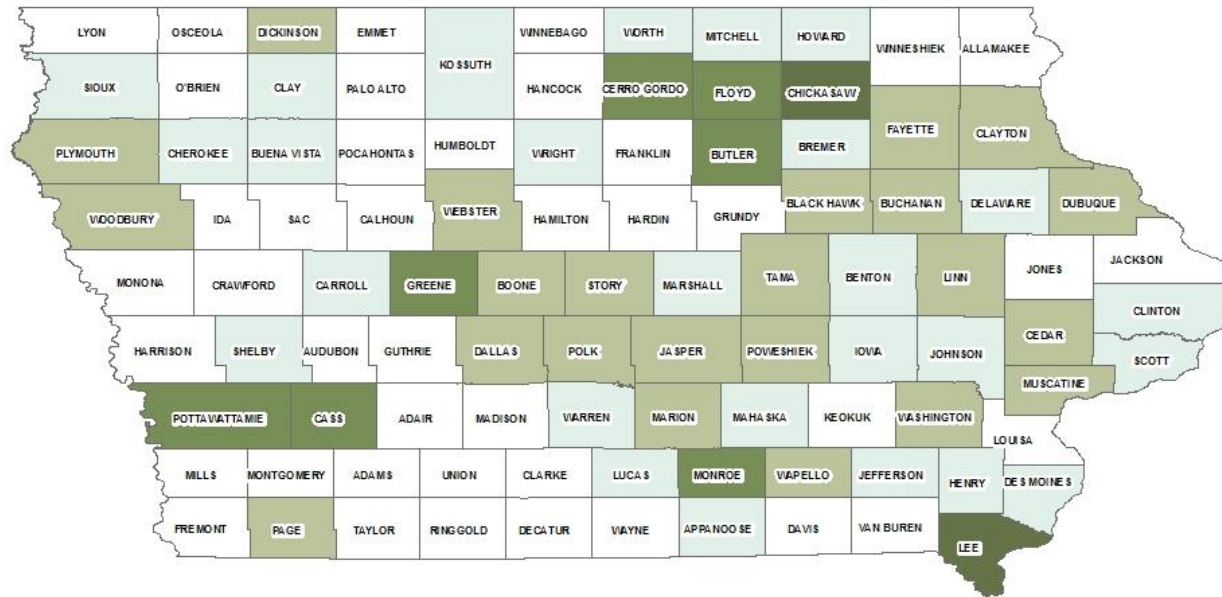 LYON
OSCEOLA
DICKINSON
EMMET
WINNEBAGO
WORTH
MITCHELL
HOWARD
WINNESHIEK
ALLAMAKEE
KOSSUTH
SIOUX
O'BRIEN
CLAY
PALO ALTO
HANCOCK
CERRO GORDO
FLOYD
CHICKASAW
FAYETTE
CLAYTON
PLYMOUTH
CHEROKEE
BUENA VISTA
POCAHONTAS
HUMBOLDT
WRIGHT
FRANKLIN
BUTLER
BREMER
WOODBURY
IDA
SAC
CALHOUN
WEBSTER
HAMILTON
HARDIN
GRUNDY
BLACK HAWK
BUCHANAN
DELAWARE
DUBUQUE
MONONA
CRAWFORD
CARROLL
GREENE
BOONE
STORY
MARSHALL
TAMA
BENTON
LINN
JONES
JACKSON
CLINTON
HARRISON
SHELBY
AUDUBON
GUTHRIE
DALLAS
POLK
JASPER
POWESHIEK
IOWA
JOHNSON
CEDAR
SCOTT
MUSCATINE
POTTAWATTAMIE
CASS
ADAIR
MADISON
WARREN
MARION
MAHASKA
KEOKUK
WASHINGTON
LOUISA
MILLS
MONTGOMERY
ADAMS
UNION
CLARKE
LUCAS
MONROE
WAPELLO
JEFFERSON
HENRY
DES MOINES
FREMONT
PAGE
TAYLOR
RINGGOLD
DECATUR
WAYNE
APPANOOSE
DAVIS
VAN BUREN
LEE